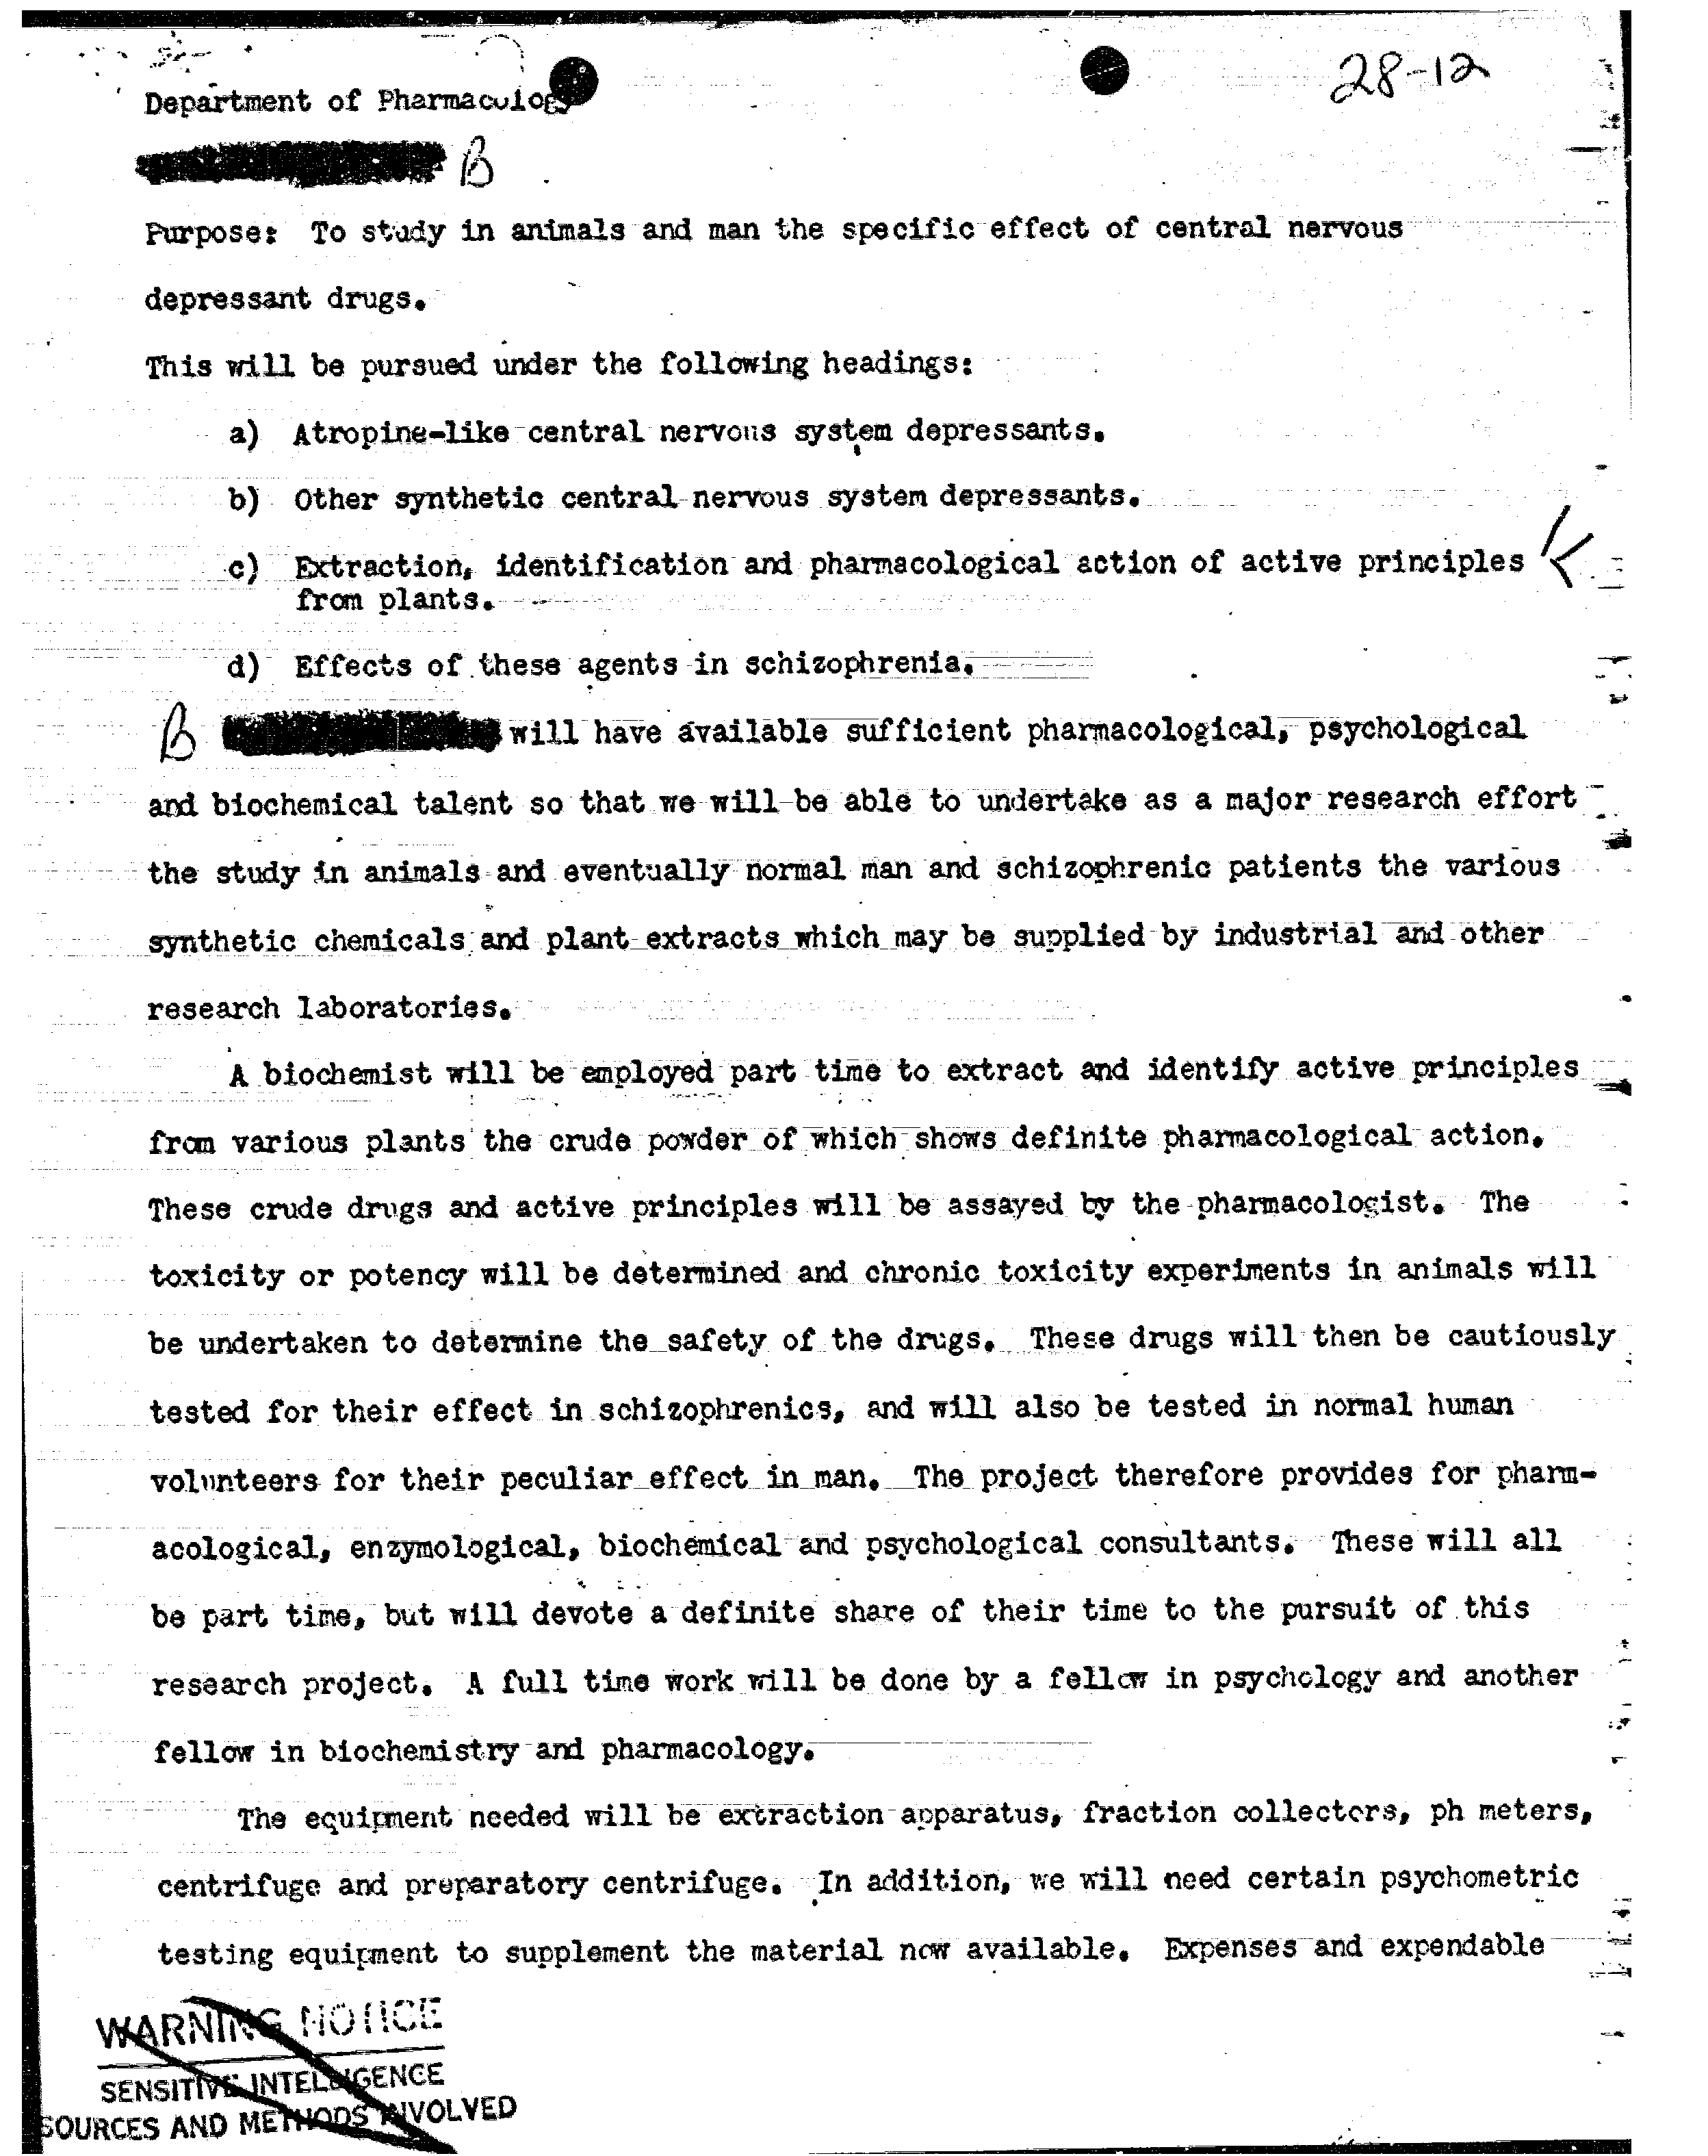 28-12
Department of Pharmacology
B
Purpose: To study in animals and man the specific effect of central nervous
depressant drugs.
This will be pursued under the following headings:
a) Atropine-like central nervous system depressants.
b) Other synthetic central nervous system depressants.
c) Extraction, identification and pharmacological action of active principles
from plants.
d) Effects of these agents in schizophrenia.
B will have available sufficient pharmacological, psychological
and biochemical talent so that we will be able to undertake as a major research effort
the study in animals and eventually normal man and schizophrenic patients the various
synthetic chemicals and plant extracts which may be supplied by industrial and other
research laboratories.
A biochemist will be employed part time to extract and identify active principles
from various plants the crude powder of which shows definite pharmacological action.
These crude drugs and active principles will be assayed by the pharmacologist. The
toxicity or potency will be determined and chronic toxicity experiments in animals will
be undertaken to determine the safety of the drugs. These drugs will then be cautiously
tested for their effect in schizophrenics, and will also be tested in normal human
volunteers for their peculiar effect in man. The project therefore provides for pharm-
acological, enzymological, biochemical and psychological consultants. These will all
be part time, but will devote a definite share of their time to the pursuit of this
research project. A full time work will be done by a fellow in psychology and another
fellow in biochemistry and pharmacology.
The equipment needed will be extraction apparatus, fraction collectors, ph meters,
centrifuge and preparatory centrifuge. In addition, we will need certain psychometric
testing equipment to supplement the material now available. Expenses and expendable
WARNING NOTICE
SENSITIVE INTELLIGENCE
SOURCES AND METHODS INVOLVED